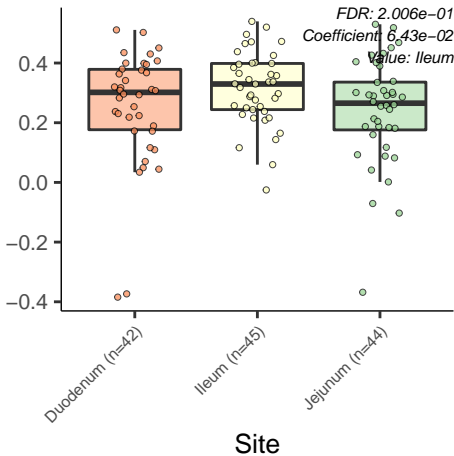 FDR: 2.006e−01
Coefficient: 6.43e−02
Value: Ileum
0.4
0.2
0.0
−0.2
−0.4
Duodenum (n=42)
Ileum (n=45)
Jejunum (n=44)
Site